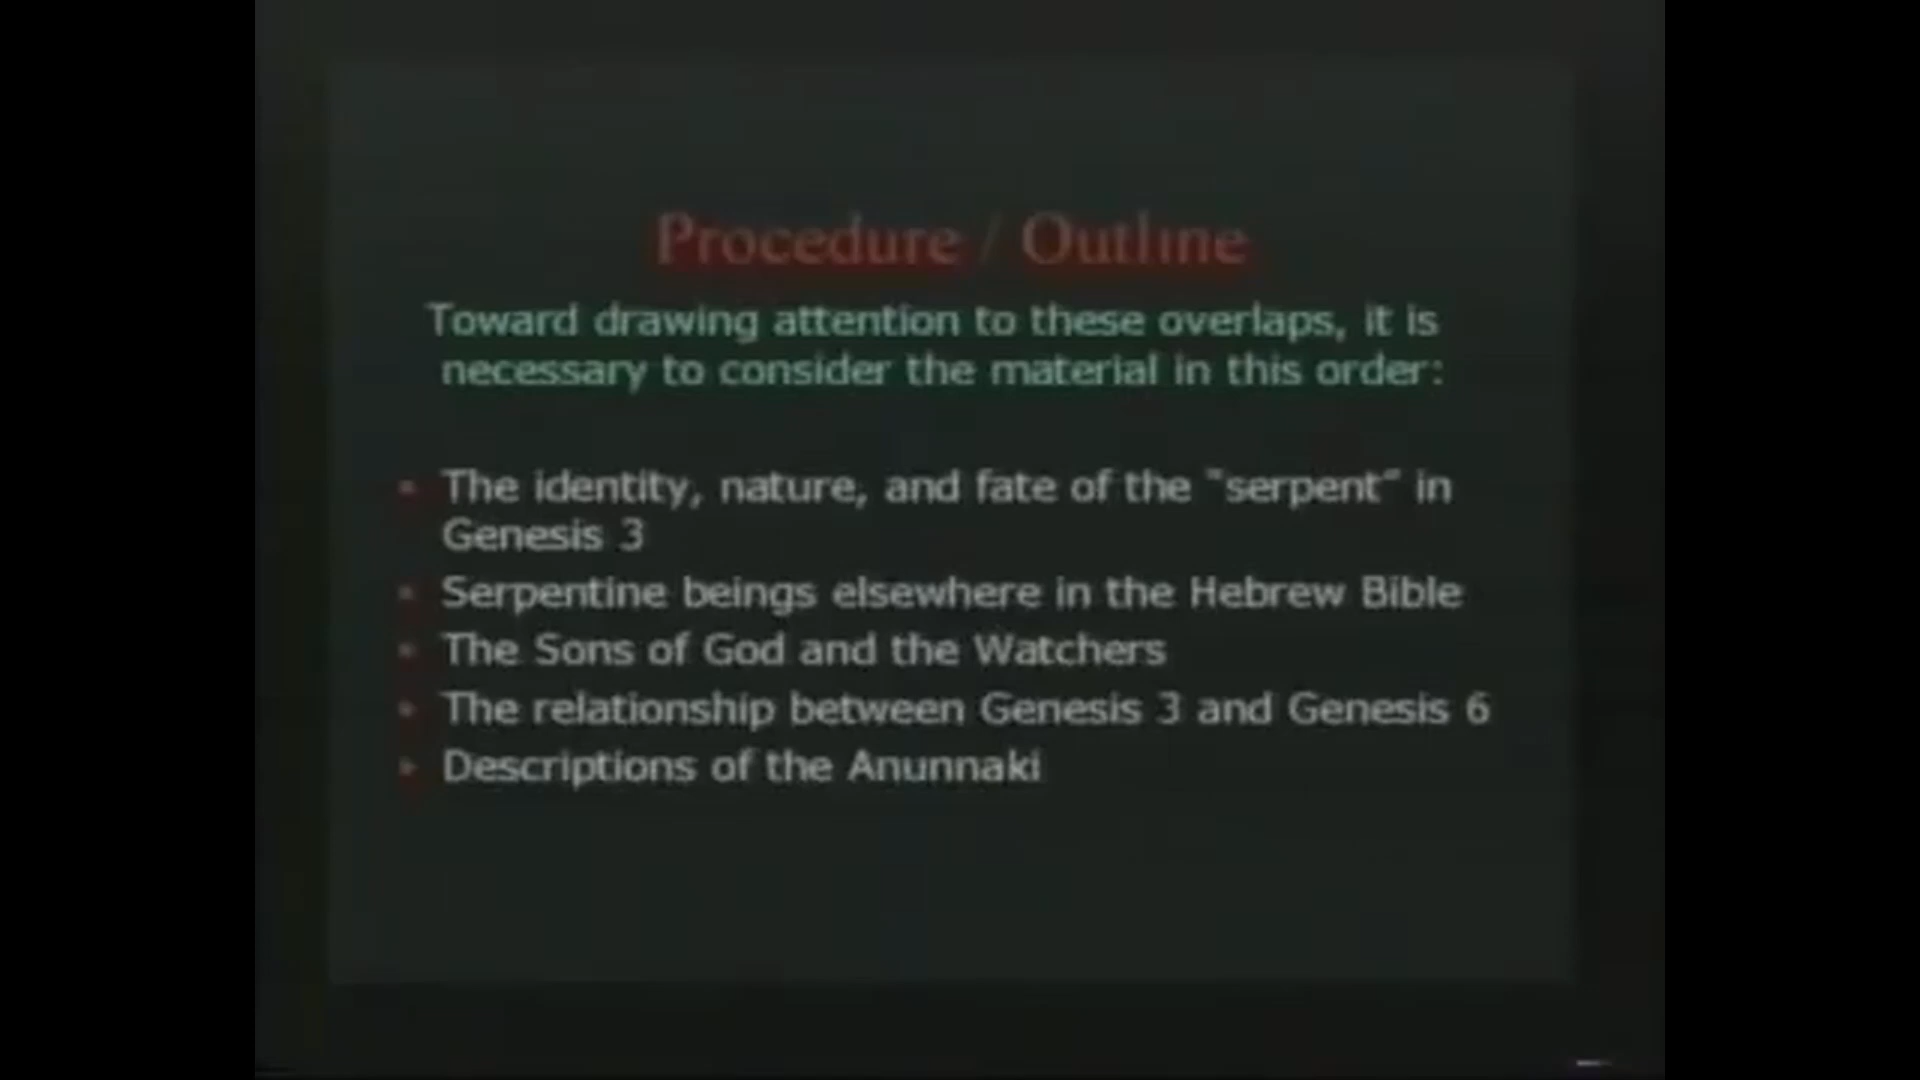 Procedure / Outline
Toward drawing attention to these overlaps, it is
necessary to consider the material in this order:
• The identity, nature, and fate of the "serpent" in
Genesis 3
• Serpentine beings elsewhere in the Hebrew Bible
• The Sons of God and the Watchers
• The relationship between Genesis 3 and Genesis 6
• Descriptions of the Anunnaki